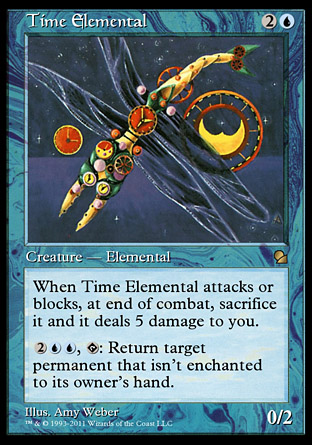 Time Elemental 2
Creature — Elemental
When Time Elemental attacks or
blocks, at end of combat, sacrifice
it and it deals 5 damage to you.
2, : Return target
permanent that isn't enchanted
to its owner's hand.
Illus. Amy Weber
™ & © 1993-2011 Wizards of the Coast LLC
0/2